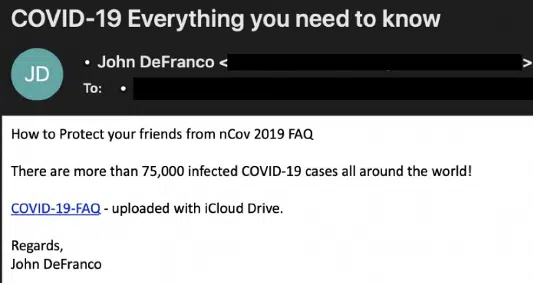 COVID-19 Everything you need to know
JD
• John DeFranco < >
To: •
How to Protect your friends from nCov 2019 FAQ
There are more than 75,000 infected COVID-19 cases all around the world!
COVID-19-FAQ - uploaded with iCloud Drive.
Regards,
John DeFranco